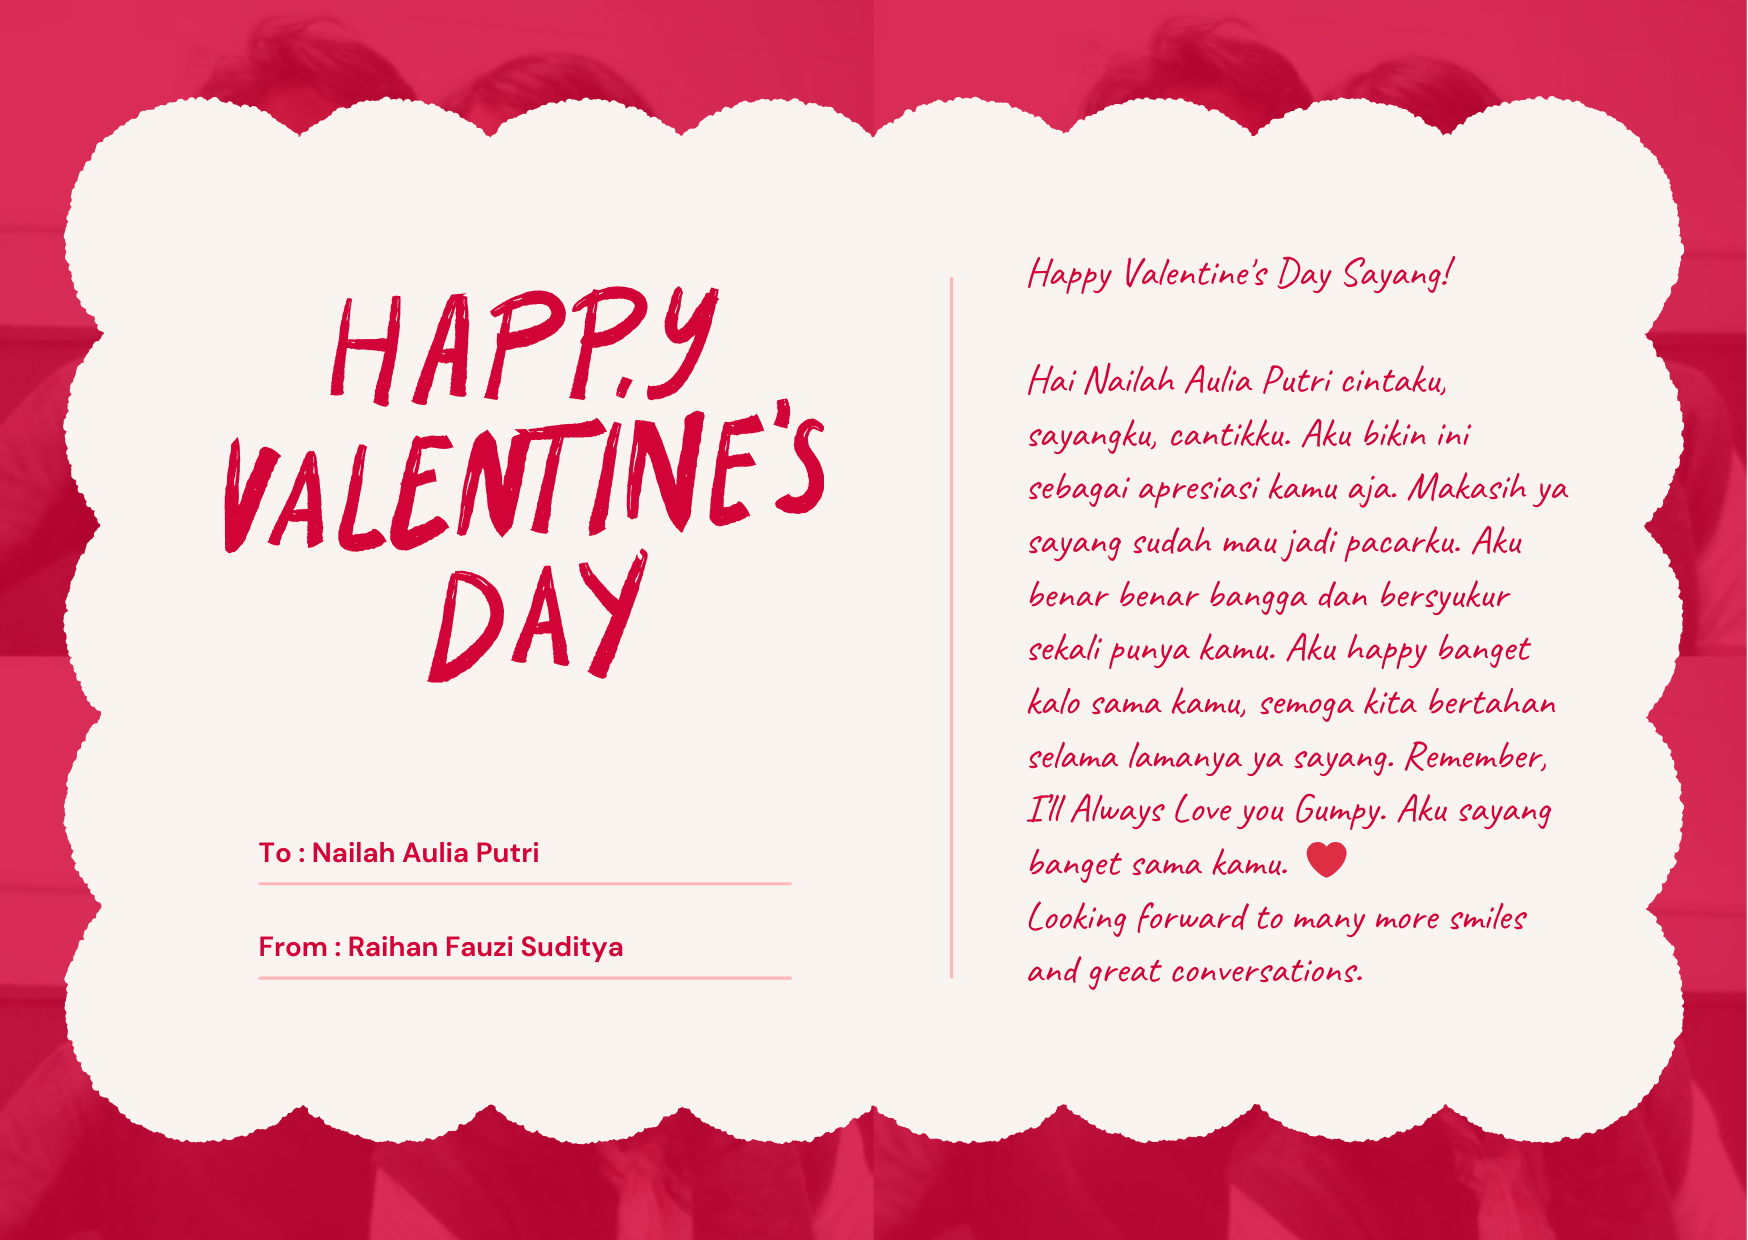 HAPPY
VALENTINE'S
DAY
To : Nailah Aulia Putri
From : Raihan Fauzi Suditya
Happy Valentine's Day Sayang!
Hai Nailah Aulia Putri cintaku,
sayangku, cantikku. Aku bikin ini
sebagai apresiasi kamu aja. Makasih ya
sayang sudah mau jadi pacarku. Aku
benar benar bangga dan bersyukur
sekali punya kamu. Aku happy banget
kalo sama kamu, semoga kita bertahan
selama lamanya ya sayang. Remember,
I'll Always Love you Gumpy. Aku sayang
banget sama kamu. ❤️
Looking forward to many more smiles
and great conversations.